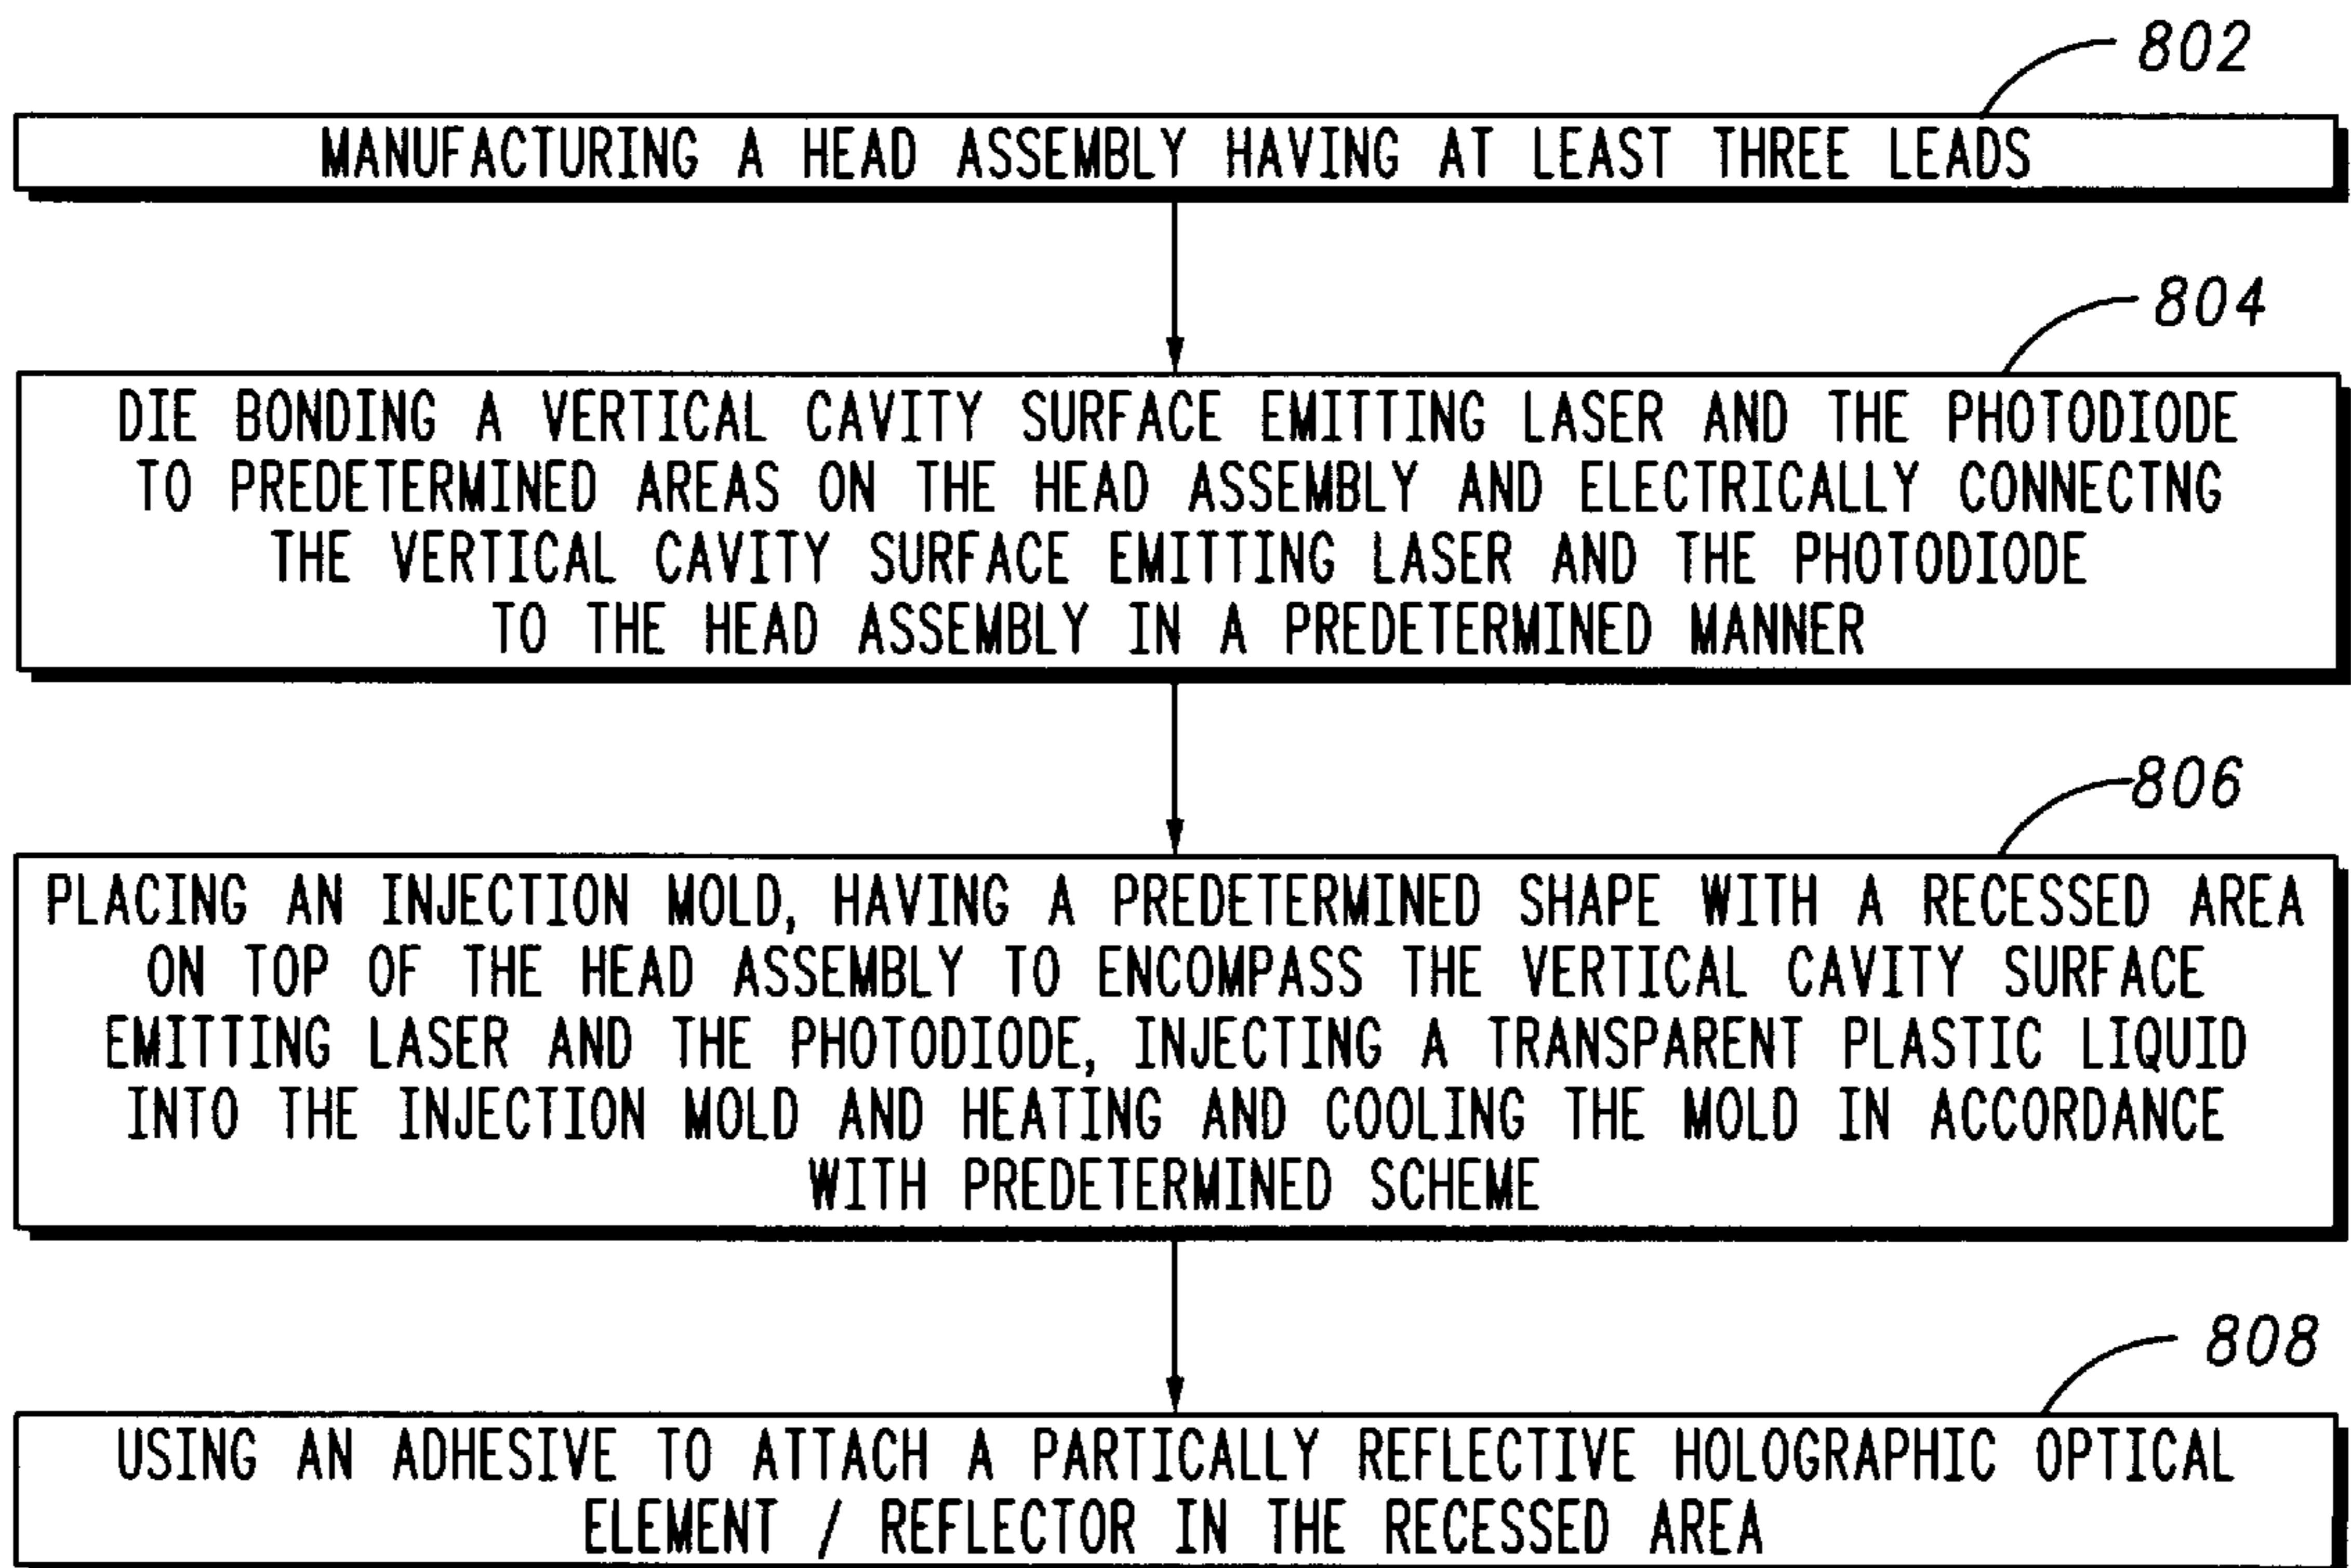 802
MANUFACTURING A HEAD ASSEMBLY HAVING AT LEAST THREE LEADS
804
DIE BONDING A VERTICAL CAVITY SURFACE EMITTING LASER AND THE PHOTODIODE
TO PREDETERMINED AREAS ON THE HEAD ASSEMBLY AND ELECTRICALLY CONNECTNG
THE VERTICAL CAVITY SURFACE EMITTING LASER AND THE PHOTODIODE
TO THE HEAD ASSEMBLY IN A PREDETERMINED MANNER
806
PLACING AN INJECTION MOLD, HAVING A PREDETERMINED SHAPE WITH A RECESSED AREA
ON TOP OF THE HEAD ASSEMBLY TO ENCOMPASS THE VERTICAL CAVITY SURFACE
EMITTING LASER AND THE PHOTODIODE, INJECTING A TRANSPARENT PLASTIC LIQUID
INTO THE INJECTION MOLD AND HEATING AND COOLING THE MOLD IN ACCORDANCE
WITH PREDETERMINED SCHEME
808
USING AN ADHESIVE TO ATTACH A PARTICALLY REFLECTIVE HOLOGRAPHIC OPTICAL
ELEMENT / REFLECTOR IN THE RECESSED AREA